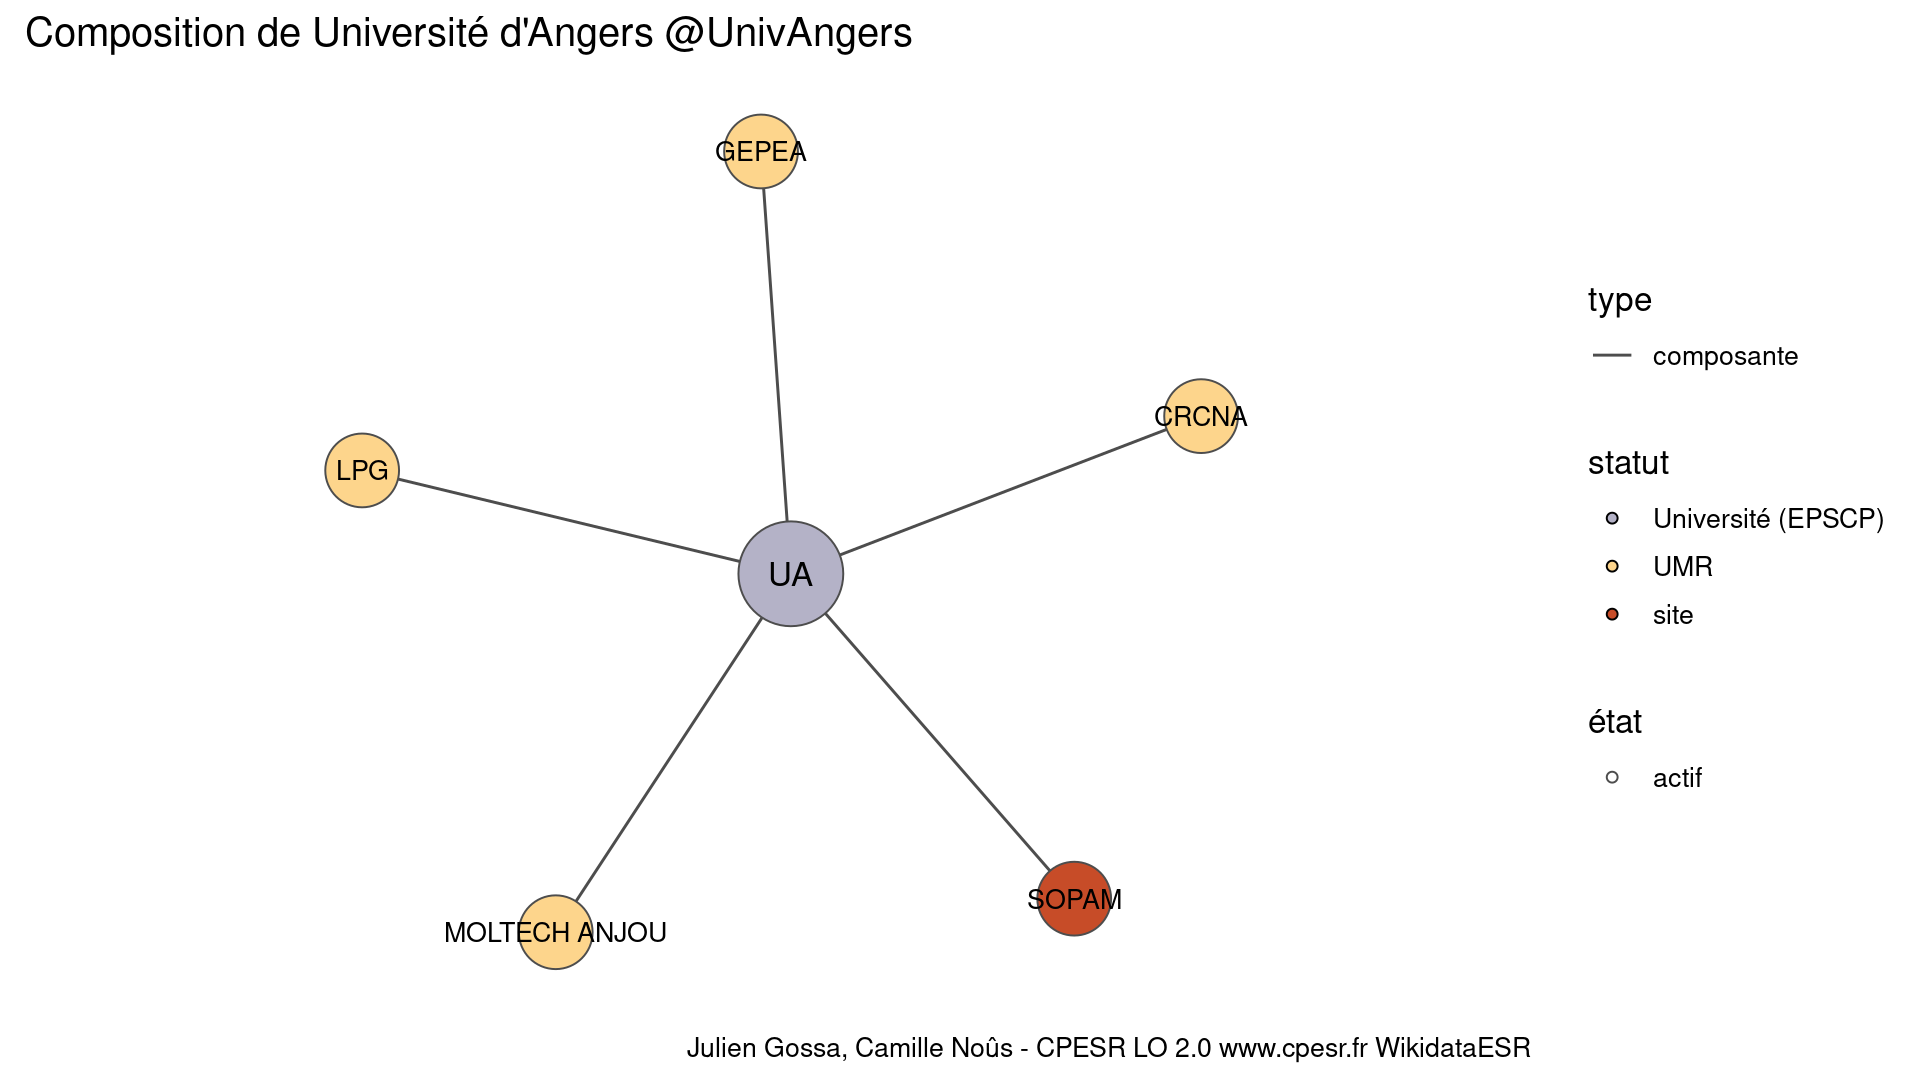 Composition de Université d'Angers @UnivAngers
GEPEA
CRCNA
LPG
UA
SOPAM
MOLTECH ANJOU
type
composante
statut
Université (EPSCP)
UMR
site
état
actif
Julien Gossa, Camille Noûs - CPESR LO 2.0 www.cpesr.fr WikidataESR